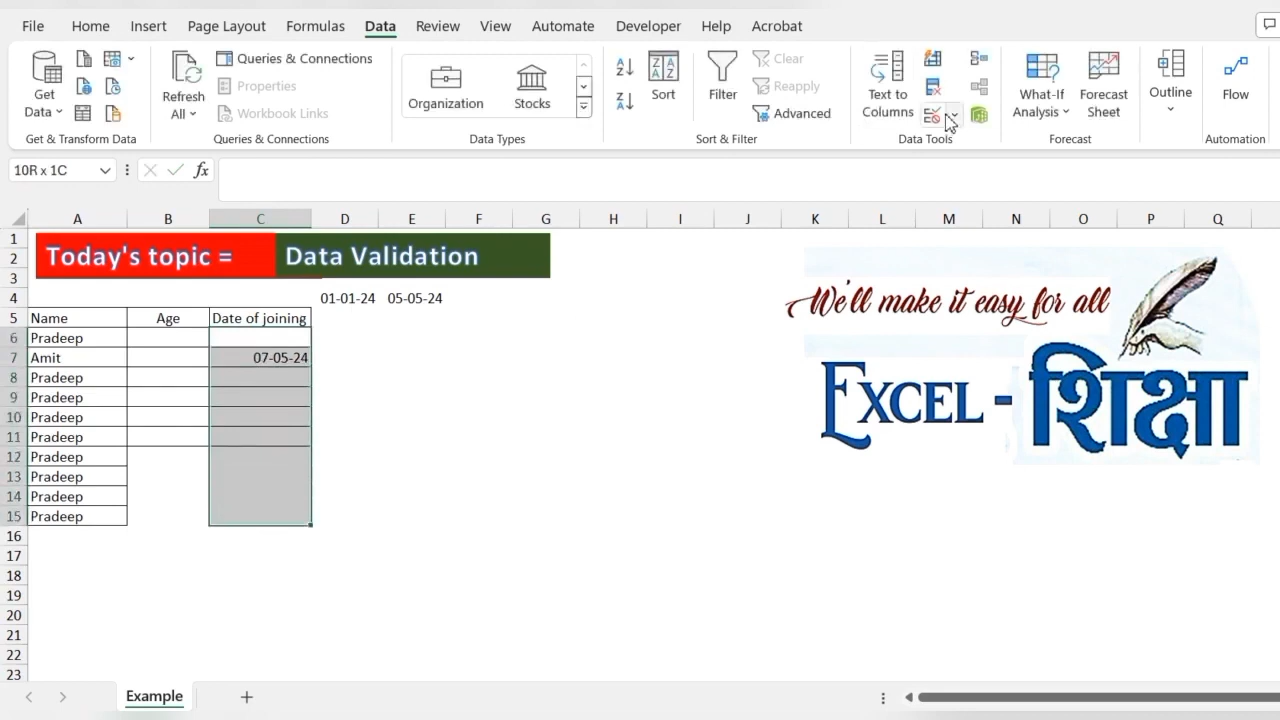 File Home Insert Page Layout Formulas Data Review View Automate Developer Help Acrobat
Get Data
Refresh All
Queries & Connections
Properties
Workbook Links
Organization
Stocks
Sort
Filter
Clear
Reapply
Advanced
Text to Columns
What-If Analysis
Forecast Sheet
Outline
Flow
Get & Transform Data Queries & Connections Data Types Sort & Filter Data Tools Forecast Automation
10R x 1C fx
A B C D E F G H I J K L M N O P Q
1
Today's topic = Data Validation
2
3
4 01-01-24 05-05-24
We'll make it easy for all
5 Name Age Date of joining
6 Pradeep
7 Amit 07-05-24
8 Pradeep
9 Pradeep
EXCEL - शिक्षा
10 Pradeep
11 Pradeep
12 Pradeep
13 Pradeep
14 Pradeep
15 Pradeep
16
17
18
19
20
21
22
23
Example